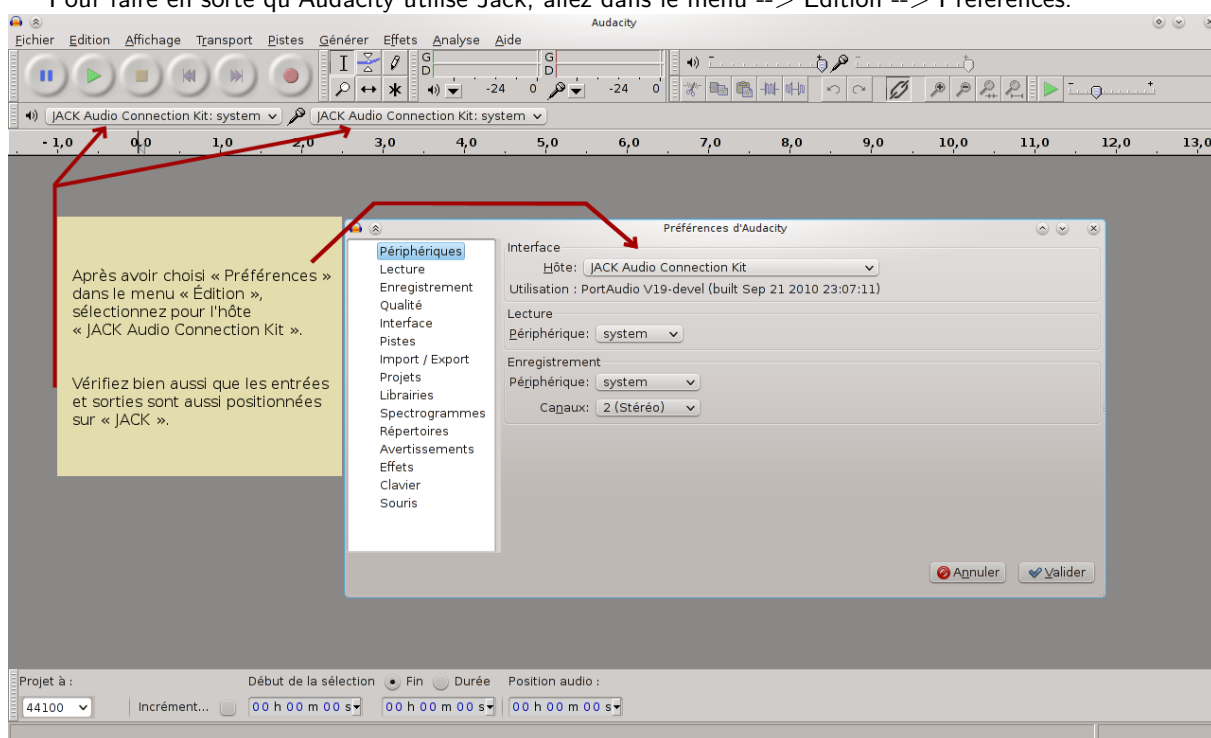 Pour faire en sorte qu'Audacity utilise Jack, allez dans le menu --> Edition --> Préférences.
Audacity
Eichier Edition Affichage Transport Pistes Générer Effets Analyse Aide
G
D
-24 0
G
D
-24 0
- +
JACK Audio Connection Kit: system
JACK Audio Connection Kit: system
- 1,0 0,0 1,0 2,0 3,0 4,0 5,0 6,0 7,0 8,0 9,0 10,0 11,0 12,0 13,0
Après avoir choisi « Préférences »
dans le menu « Édition »,
sélectionnez pour l'hôte
« JACK Audio Connection Kit ».
Vérifiez bien aussi que les entrées
et sorties sont aussi positionnées
sur « JACK ».
Préférences d'Audacity
Périphériques
Lecture
Enregistrement
Qualité
Interface
Pistes
Import / Export
Projets
Librairies
Spectrogrammes
Répertoires
Avertissements
Effets
Clavier
Souris
Interface
Hôte: JACK Audio Connection Kit
Utilisation : PortAudio V19-devel (built Sep 21 2010 23:07:11)
Lecture
Périphérique: system
Enregistrement
Périphérique: system
Canaux: 2 (Stéréo)
Annuler Valider
Projet à : Début de la sélection Fin Durée Position audio :
44100 Incrément... 00 h 00 m 00 s 00 h 00 m 00 s 00 h 00 m 00 s